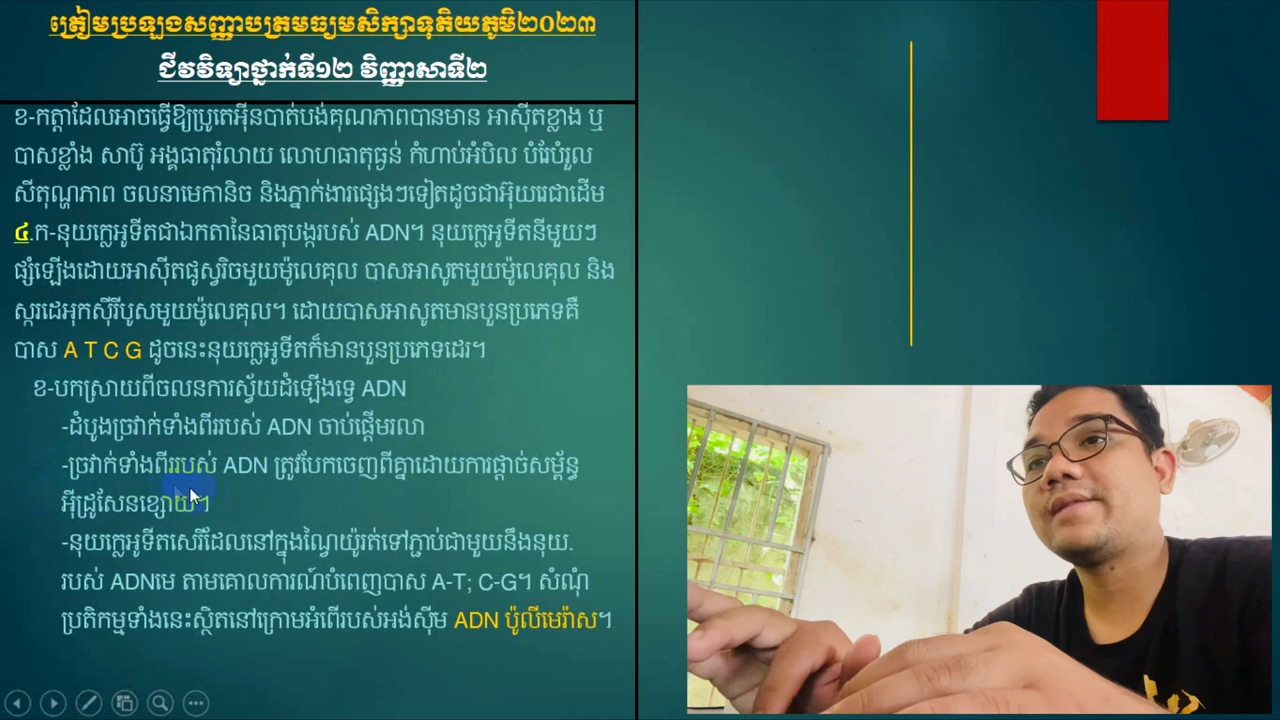 ត្រៀមប្រឡងសញ្ញាបត្រមធ្យមសិក្សាទុតិយភូមិ២០២៣
ជីវវិទ្យាថ្នាក់ទី១២ វិញ្ញាសាទី២
ខ-កត្តាដែលអាចធ្វើឱ្យប្រូតេអ៊ីនបាត់បង់គុណភាពបានមាន អាស៊ីតខ្លាង ឬ
បាសខ្លាំង សាប៊ូ អង្គធាតុរំលាយ លោហធាតុធ្ងន់ កំហាប់អំបិល បំរែបំរួល
សីតុណ្ហភាព ចលនាមេកានិច និងភ្នាក់ងារផ្សេងៗទៀតដូចជាអ៊ុយរេជាដើម
៤.ក-នុយក្លេអូទីតជាឯកតានៃធាតុបង្ករបស់ ADN។ នុយក្លេអូទីតនីមួយៗ
ផ្សំឡើងដោយអាស៊ីតផូស្វរិចមួយម៉ូលេគុល បាសអាសូតមួយម៉ូលេគុល និង
ស្ករដេអុកស៊ីរីបូសមួយម៉ូលេគុល។ ដោយបាសអាសូតមានបួនប្រភេទគឺ
បាស A T C G ដូចនេះនុយក្លេអូទីតក៏មានបួនប្រភេទដេរ។
ខ-បកស្រាយពីចលនការស្វ័យដំឡើងទ្វេ ADN
-ដំបូងច្រវាក់ទាំងពីររបស់ ADN ចាប់ផ្តើមរលា
-ច្រវាក់ទាំងពីររបស់ ADN ត្រូវបែកចេញពីគ្នាដោយការផ្តាច់សម្ព័ន្ធ
អ៊ីដ្រូសែនខ្សោយ។
-នុយក្លេអូទីតសេរីដែលនៅក្នុងណ្វៃយ៉ូរត់ទៅភ្ជាប់ជាមួយនឹងនុយ.
របស់ ADNមេ តាមគោលការណ៍បំពេញបាស A-T; C-G។ សំណុំ
ប្រតិកម្មទាំងនេះស្ថិតនៅក្រោមអំពើរបស់អង់ស៊ីម ADN ប៉ូលីមេរ៉ាស។